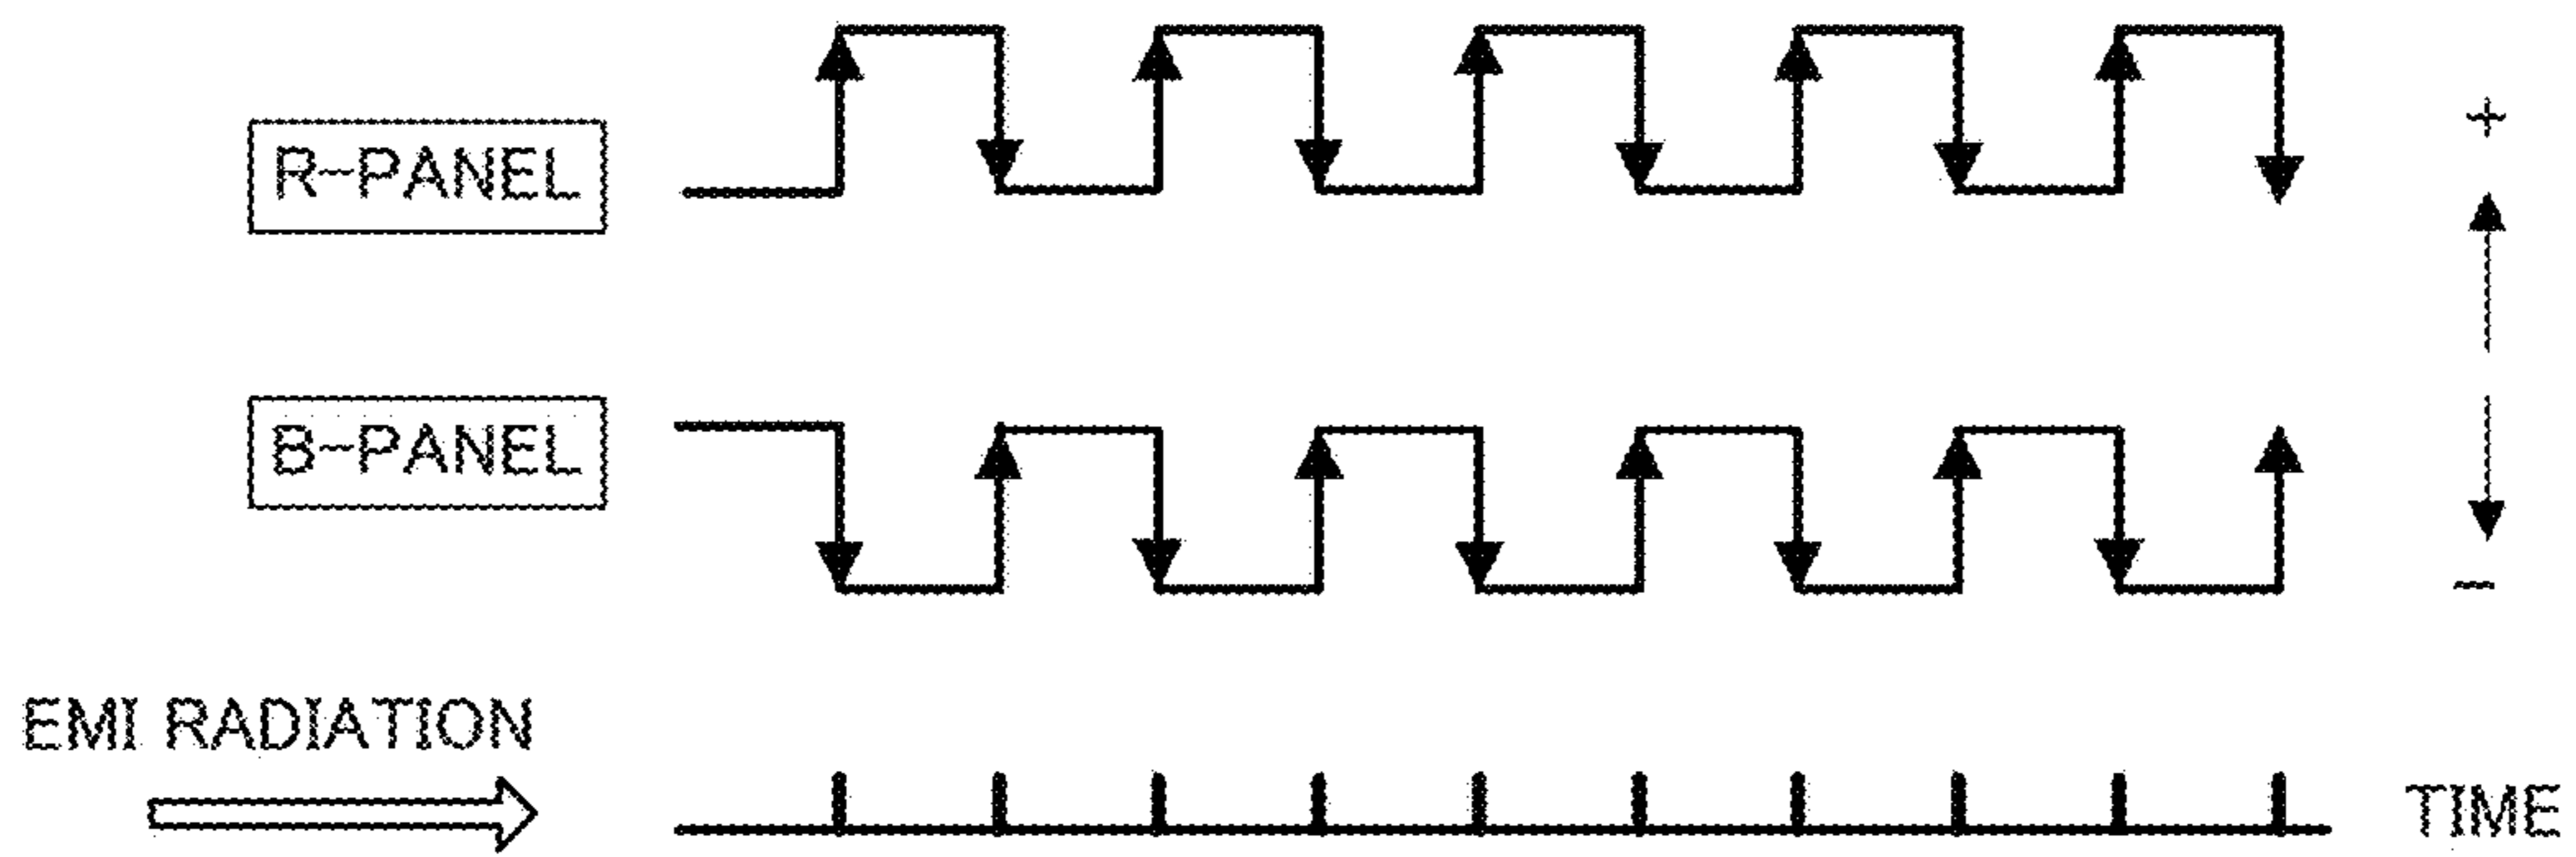 R-PANEL
+
B-PANEL
-
EMI RADIATION
TIME